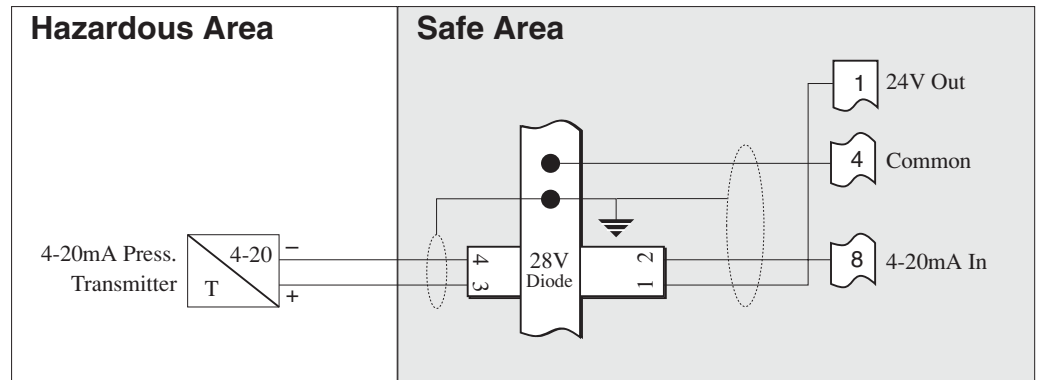 Hazardous Area
Safe Area
1
24V Out
4
Common
4-20mA Press.
Transmitter
4-20
T
−
+
4
3
28V
Diode
2
1
8
4-20mA In